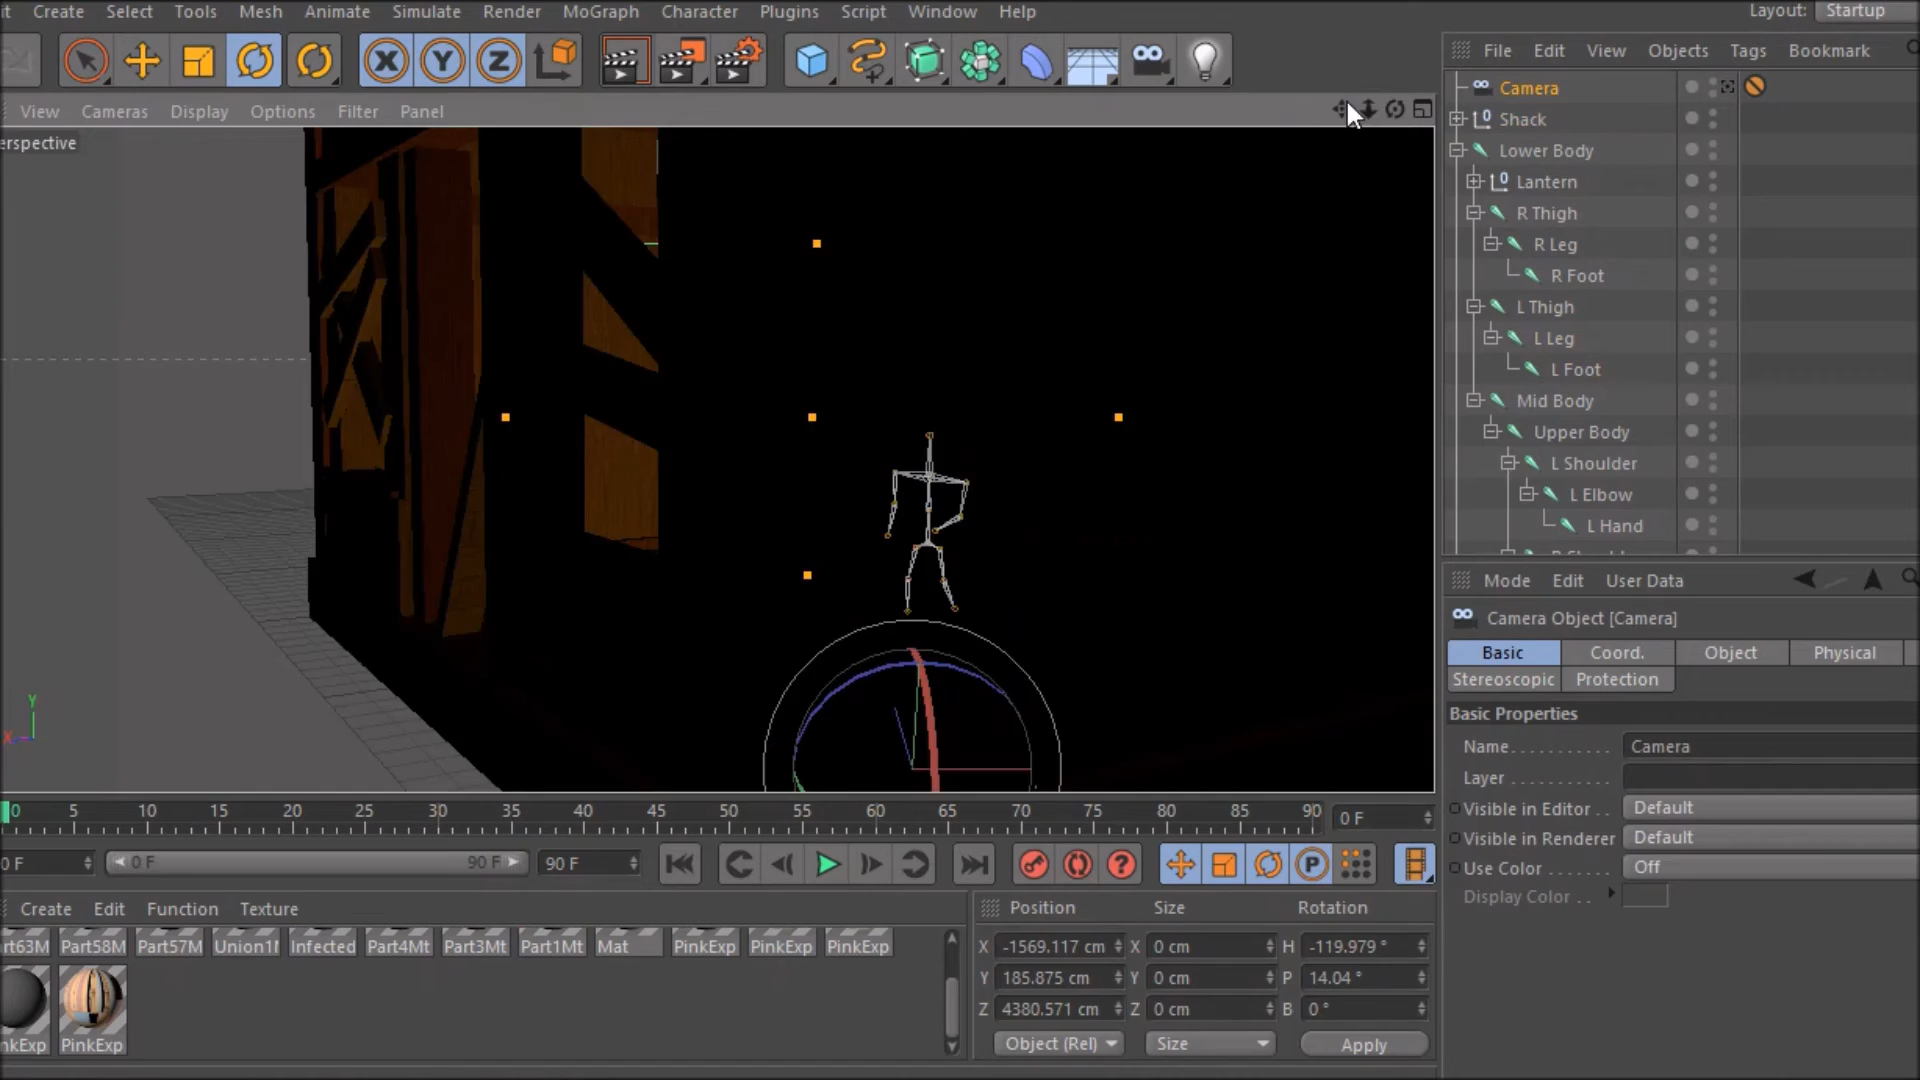 it Create Select Tools Mesh Animate Simulate Render MoGraph Character Plugins Script Window Help
Layout: Startup
X Y Z
File Edit View Objects Tags Bookmark
View Cameras Display Options Filter Panel
erspective
Camera
Shack
Lower Body
Lantern
R Thigh
R Leg
R Foot
L Thigh
L Leg
L Foot
Mid Body
Upper Body
L Shoulder
L Elbow
L Hand
Mode Edit User Data
Camera Object [Camera]
Basic Coord. Object Physical
Stereoscopic Protection
Basic Properties
Name. . . . . . . . . . . Camera
Layer . . . . . . . . . . .
Visible in Editor . . Default
Visible in Renderer Default
Use Color . . . . . . . Off
Display Color . .
Y
X
0 5 10 15 20 25 30 35 40 45 50 55 60 65 70 75 80 85 90 0 F
0 F 0 F 90 F 90 F
P
Create Edit Function Texture
rt63M Part58M Part57M Union1I Infected Part4Mt Part3Mt Part1Mt Mat PinkExp PinkExp PinkExp
nkExp PinkExp
Position Size Rotation
X -1569.117 cm X 0 cm H -119.979 °
Y 185.875 cm Y 0 cm P 14.04 °
Z 4380.571 cm Z 0 cm B 0 °
Object (Rel) Size Apply